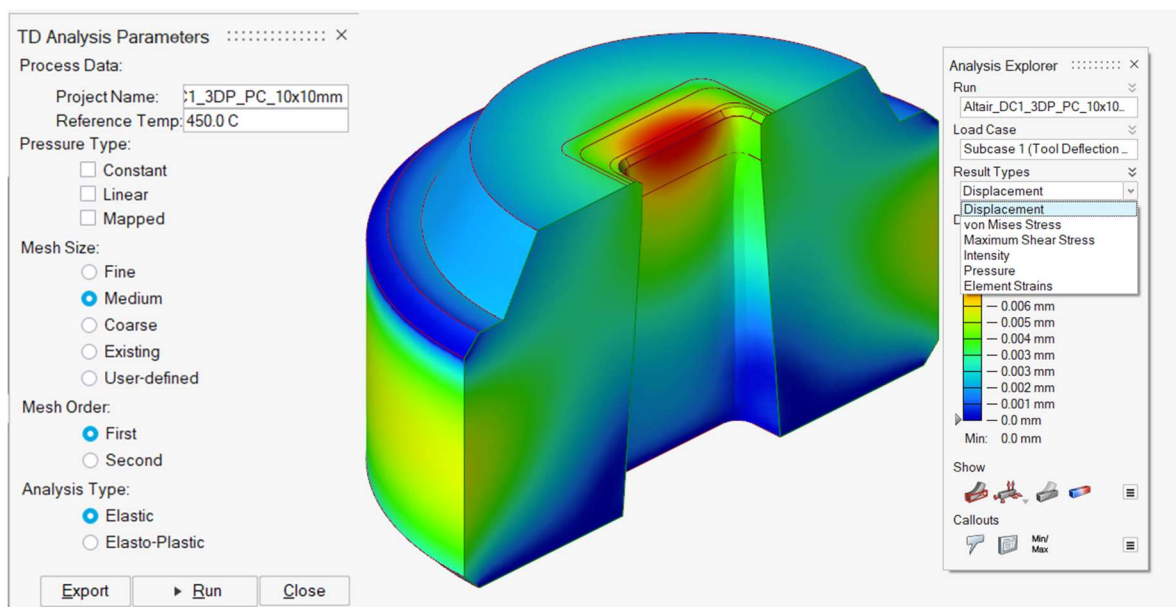 TD Analysis Parameters
Process Data:
Project Name: C1_3DP_PC_10x10mm
Reference Temp: 450.0 C
Pressure Type:
Constant
Linear
Mapped
Mesh Size:
Fine
Medium
Coarse
Existing
User-defined
Mesh Order:
First
Second
Analysis Type:
Elastic
Elasto-Plastic
Export
Run
Close
Analysis Explorer
Run
Altair_DC1_3DP_PC_10x10...
Load Case
Subcase 1 (Tool Deflection ...
Result Types
Displacement
Displacement
von Mises Stress
Maximum Shear Stress
Intensity
Pressure
Element Strains
0.006 mm
0.005 mm
0.004 mm
0.003 mm
0.003 mm
0.002 mm
0.001 mm
0.0 mm
Min: 0.0 mm
Show
Callouts
Min/
Max